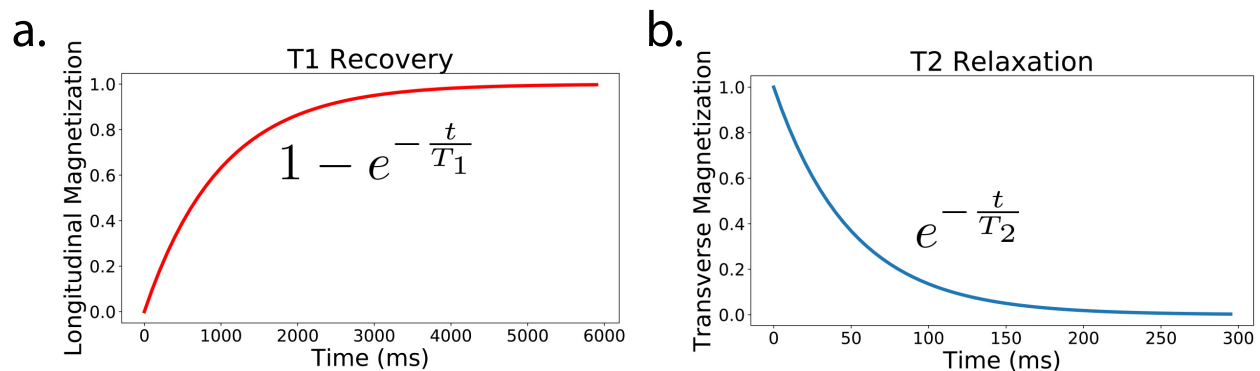 a.
T1 Recovery
Longitudinal Magnetization
1.0
0.8
0.6
0.4
0.2
0.0
1 − e^{−t/T_1}
0 1000 2000 3000 4000 5000 6000
Time (ms)
b.
T2 Relaxation
Transverse Magnetization
1.0
0.8
0.6
0.4
0.2
0.0
e^{−t/T_2}
0 50 100 150 200 250 300
Time (ms)